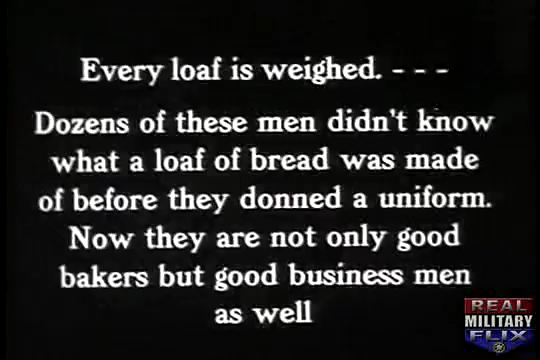 Every loaf is weighed. - - -
Dozens of these men didn't know
what a loaf of bread was made
of before they donned a uniform.
Now they are not only good
bakers but good business men
as well
REAL
MILITARY
FLIX